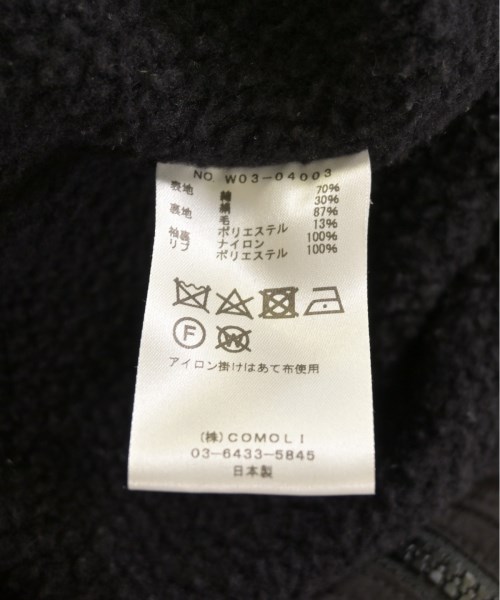 NO W03-04003
表地 綿 70%
絹 30%
裏地 毛 87%
ポリエステル 13%
袖裏 ナイロン 100%
リブ ポリエステル 100%
F W
アイロン掛けはあて布使用
(株) COMOLI
03-6433-5845
日本製